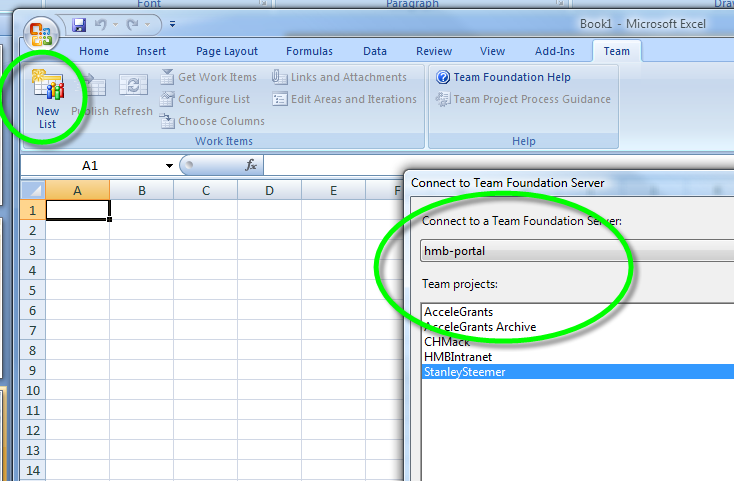 Font
Paragraph
Book1 - Microsoft Excel
Home Insert Page Layout Formulas Data Review View Add-Ins Team
New List
Publish
Refresh
Get Work Items
Configure List
Choose Columns
Links and Attachments
Edit Areas and Iterations
Work Items
Team Foundation Help
Team Project Process Guidance
Help
A1
fx
A B C D E F
1
2
3
4
5
6
7
8
9
10
11
12
13
14
Connect to Team Foundation Server
Connect to a Team Foundation Server:
hmb-portal
Team projects:
AcceleGrants
AcceleGrants Archive
CHMack
HMBIntranet
StanleySteemer